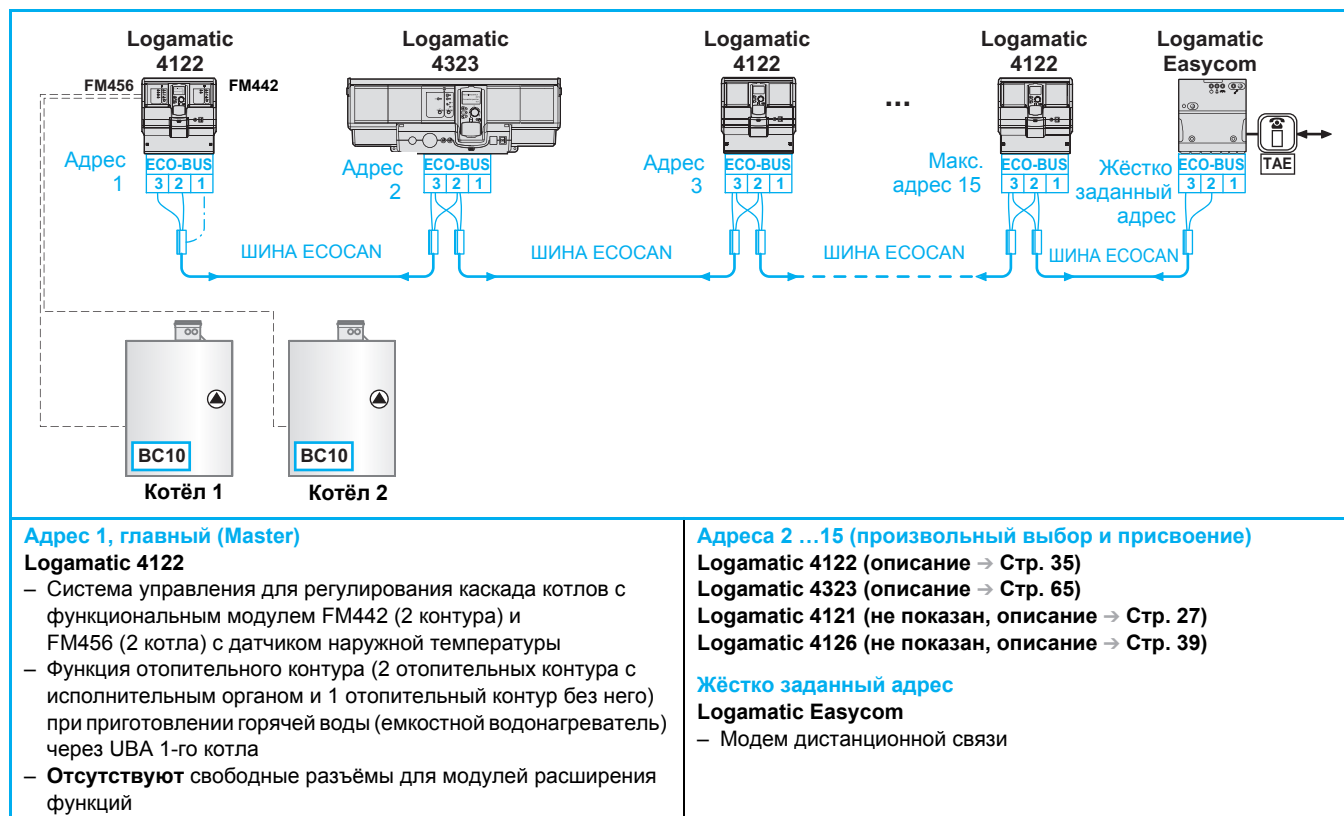 Logamatic
4122
Logamatic
4323
Logamatic
4122
Logamatic
4122
Logamatic
Easycom
FM456
FM442
...
TAE
Адрес
1
ECO-BUS
3 2 1
Адрес
2
ECO-BUS
3 2 1
Адрес
3
ECO-BUS
3 2 1
Макс.
адрес 15
ECO-BUS
3 2 1
Жёстко
заданный
адрес
ECO-BUS
3 2 1
ШИНА ECOCAN
ШИНА ECOCAN
ШИНА ECOCAN
ШИНА ECOCAN
BC10
BC10
Котёл 1
Котёл 2
Адрес 1, главный (Master)
Logamatic 4122
– Система управления для регулирования каскада котлов с
функциональным модулем FM442 (2 контура) и
FM456 (2 котла) с датчиком наружной температуры
– Функция отопительного контура (2 отопительных контура с
исполнительным органом и 1 отопительный контур без него)
при приготовлении горячей воды (емкостной водонагреватель)
через UBA 1-го котла
– Отсутствуют свободные разъёмы для модулей расширения
функций
Адреса 2 …15 (произвольный выбор и присвоение)
Logamatic 4122 (описание → Стр. 35)
Logamatic 4323 (описание → Стр. 65)
Logamatic 4121 (не показан, описание → Стр. 27)
Logamatic 4126 (не показан, описание → Стр. 39)
Жёстко заданный адрес
Logamatic Easycom
– Модем дистанционной связи